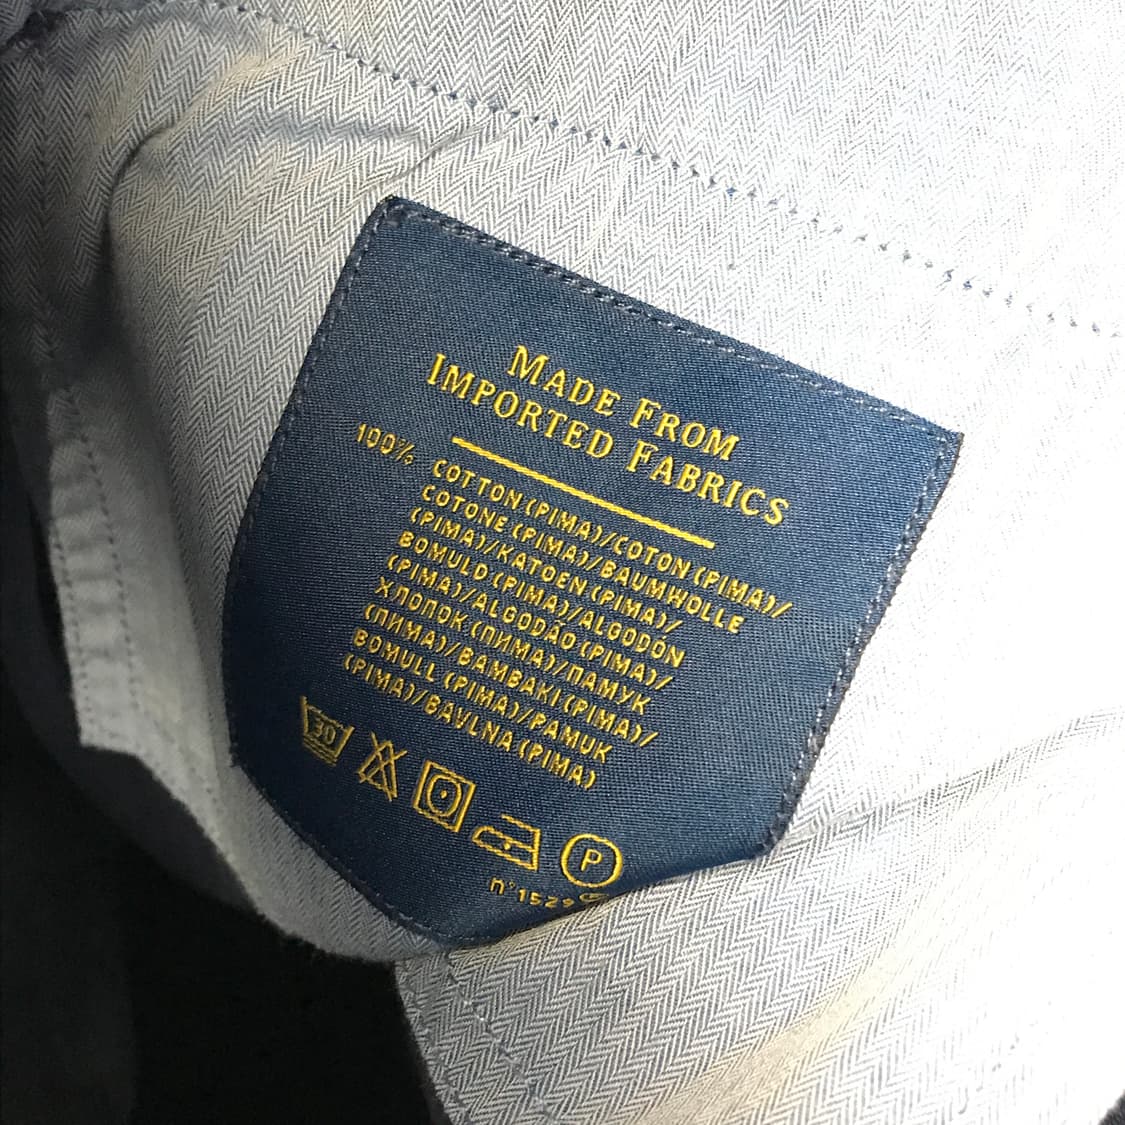 MADE FROM
IMPORTED FABRICS
100% COTTON (PIMA)/COTON (PIMA)/
COTONE (PIMA)/BAUMWOLLE
(PIMA)/KATOEN (PIMA)/
BOMULD (PIMA)/ALGODÓN
(PIMA)/ALGODÃO (PIMA)/
ХЛОПОК (ПИМА)/ПАМУК
(ПИМА)/BAMBAKI (PIMA)/
BOMULL (PIMA)/PAMUK
(PIMA)/BAVLNA (PIMA)
30
P